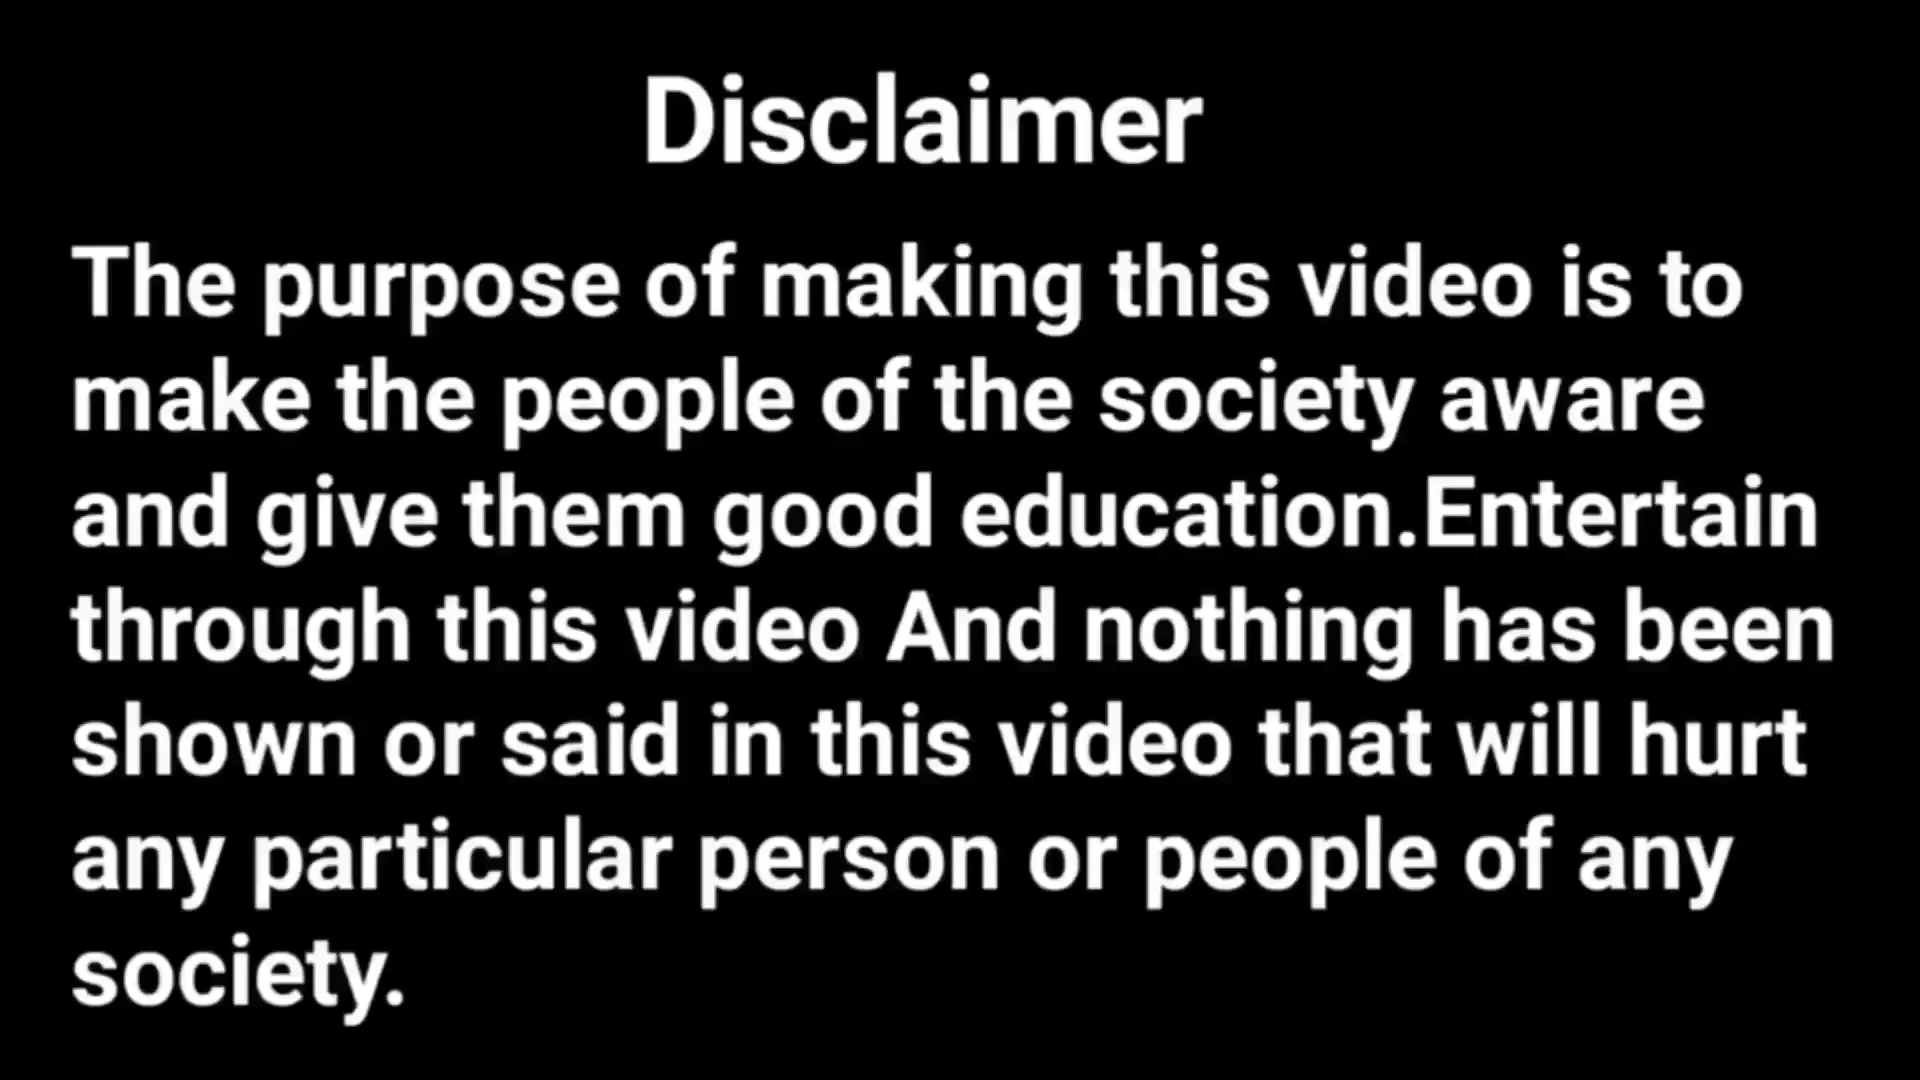 Disclaimer
The purpose of making this video is to
make the people of the society aware
and give them good education.Entertain
through this video And nothing has been
shown or said in this video that will hurt
any particular person or people of any
society.